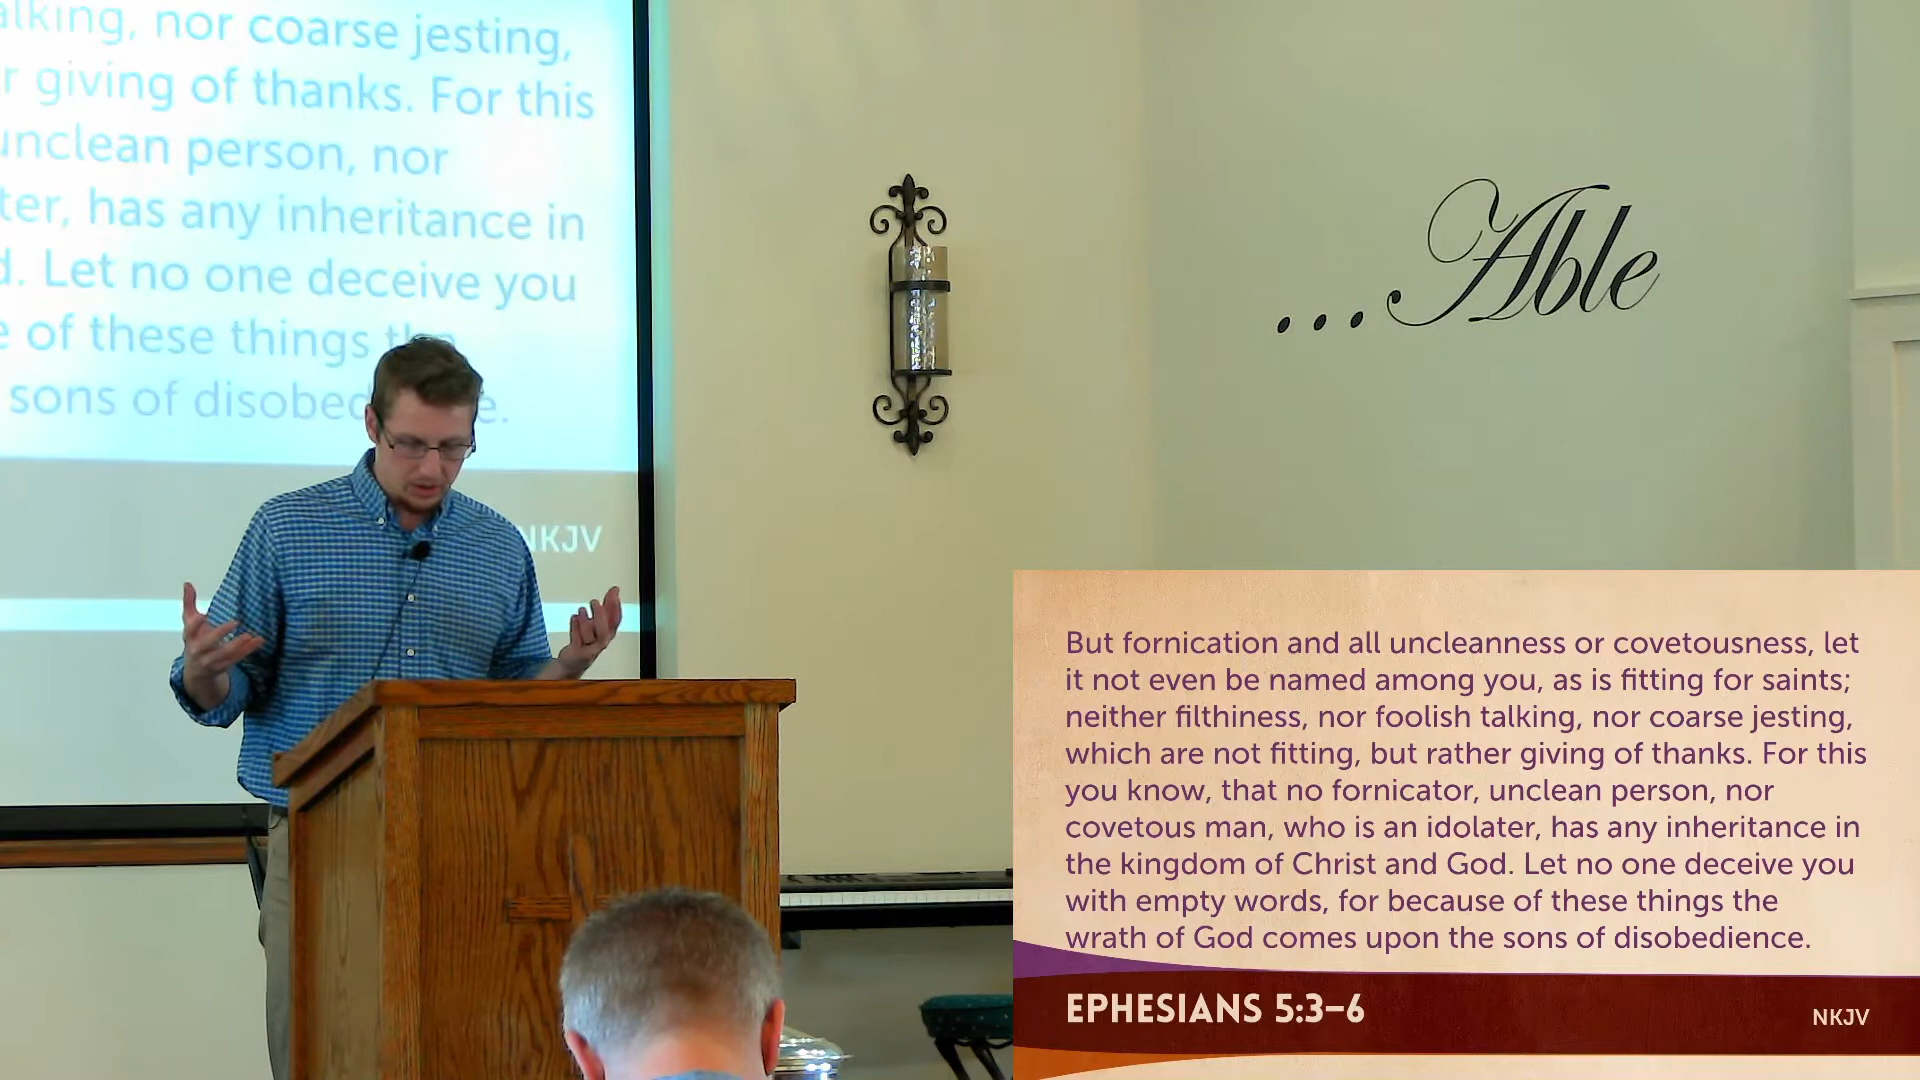 alking, nor coarse jesting,
r giving of thanks. For this
unclean person, nor
ter, has any inheritance in
d. Let no one deceive you
e of these things the
sons of disobed e.
NKJV
...Able
But fornication and all uncleanness or covetousness, let
it not even be named among you, as is fitting for saints;
neither filthiness, nor foolish talking, nor coarse jesting,
which are not fitting, but rather giving of thanks. For this
you know, that no fornicator, unclean person, nor
covetous man, who is an idolater, has any inheritance in
the kingdom of Christ and God. Let no one deceive you
with empty words, for because of these things the
wrath of God comes upon the sons of disobedience.
EPHESIANS 5:3–6
NKJV